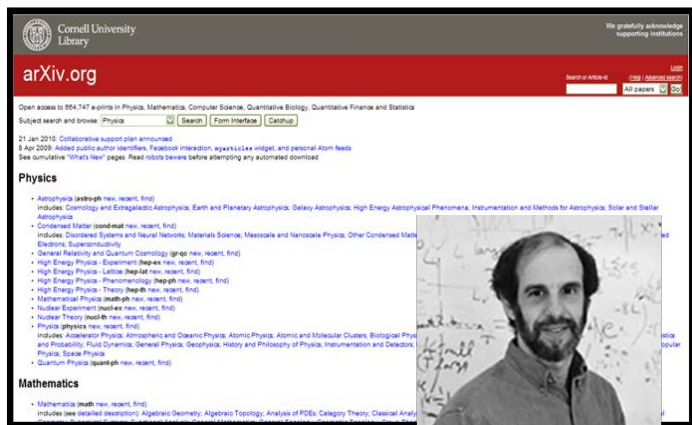 Cornell University
Library
We gratefully acknowledge
supporting institutions
arXiv.org
Login
Search or Article-id
(Help | Advanced search)
All papers
Go!
Open access to 664,747 e-prints in Physics, Mathematics, Computer Science, Quantitative Biology, Quantitative Finance and Statistics
Subject search and browse: Physics Search Form Interface Catchup
21 Jan 2010: Collaborative support plan announced
8 Apr 2009: Added public author identifiers, Facebook interaction, myarticles widget, and personal Atom feeds
See cumulative "What's New" pages. Read robots beware before attempting any automated download
Physics
• Astrophysics (astro-ph new, recent, find)
includes: Cosmology and Extragalactic Astrophysics; Earth and Planetary Astrophysics; Galaxy Astrophysics; High Energy Astrophysical Phenomena; Instrumentation and Methods for Astrophysics; Solar and Stellar
Astrophysics
• Condensed Matter (cond-mat new, recent, find)
includes: Disordered Systems and Neural Networks; Materials Science; Mesoscale and Nanoscale Physics; Other Condensed Matte
Electrons; Superconductivity
• General Relativity and Quantum Cosmology (gr-qc new, recent, find)
• High Energy Physics - Experiment (hep-ex new, recent, find)
• High Energy Physics - Lattice (hep-lat new, recent, find)
• High Energy Physics - Phenomenology (hep-ph new, recent, find)
• High Energy Physics - Theory (hep-th new, recent, find)
• Mathematical Physics (math-ph new, recent, find)
• Nuclear Experiment (nucl-ex new, recent, find)
• Nuclear Theory (nucl-th new, recent, find)
• Physics (physics new, recent, find)
includes: Accelerator Physics; Atmospheric and Oceanic Physics; Atomic Physics; Atomic and Molecular Clusters; Biological Physi
and Probability; Fluid Dynamics; General Physics; Geophysics; History and Philosophy of Physics; Instrumentation and Detectors;
Physics; Space Physics
• Quantum Physics (quant-ph new, recent, find)
Mathematics
• Mathematics (math new, recent, find)
includes (see detailed description): Algebraic Geometry; Algebraic Topology; Analysis of PDEs; Category Theory; Classical Analy